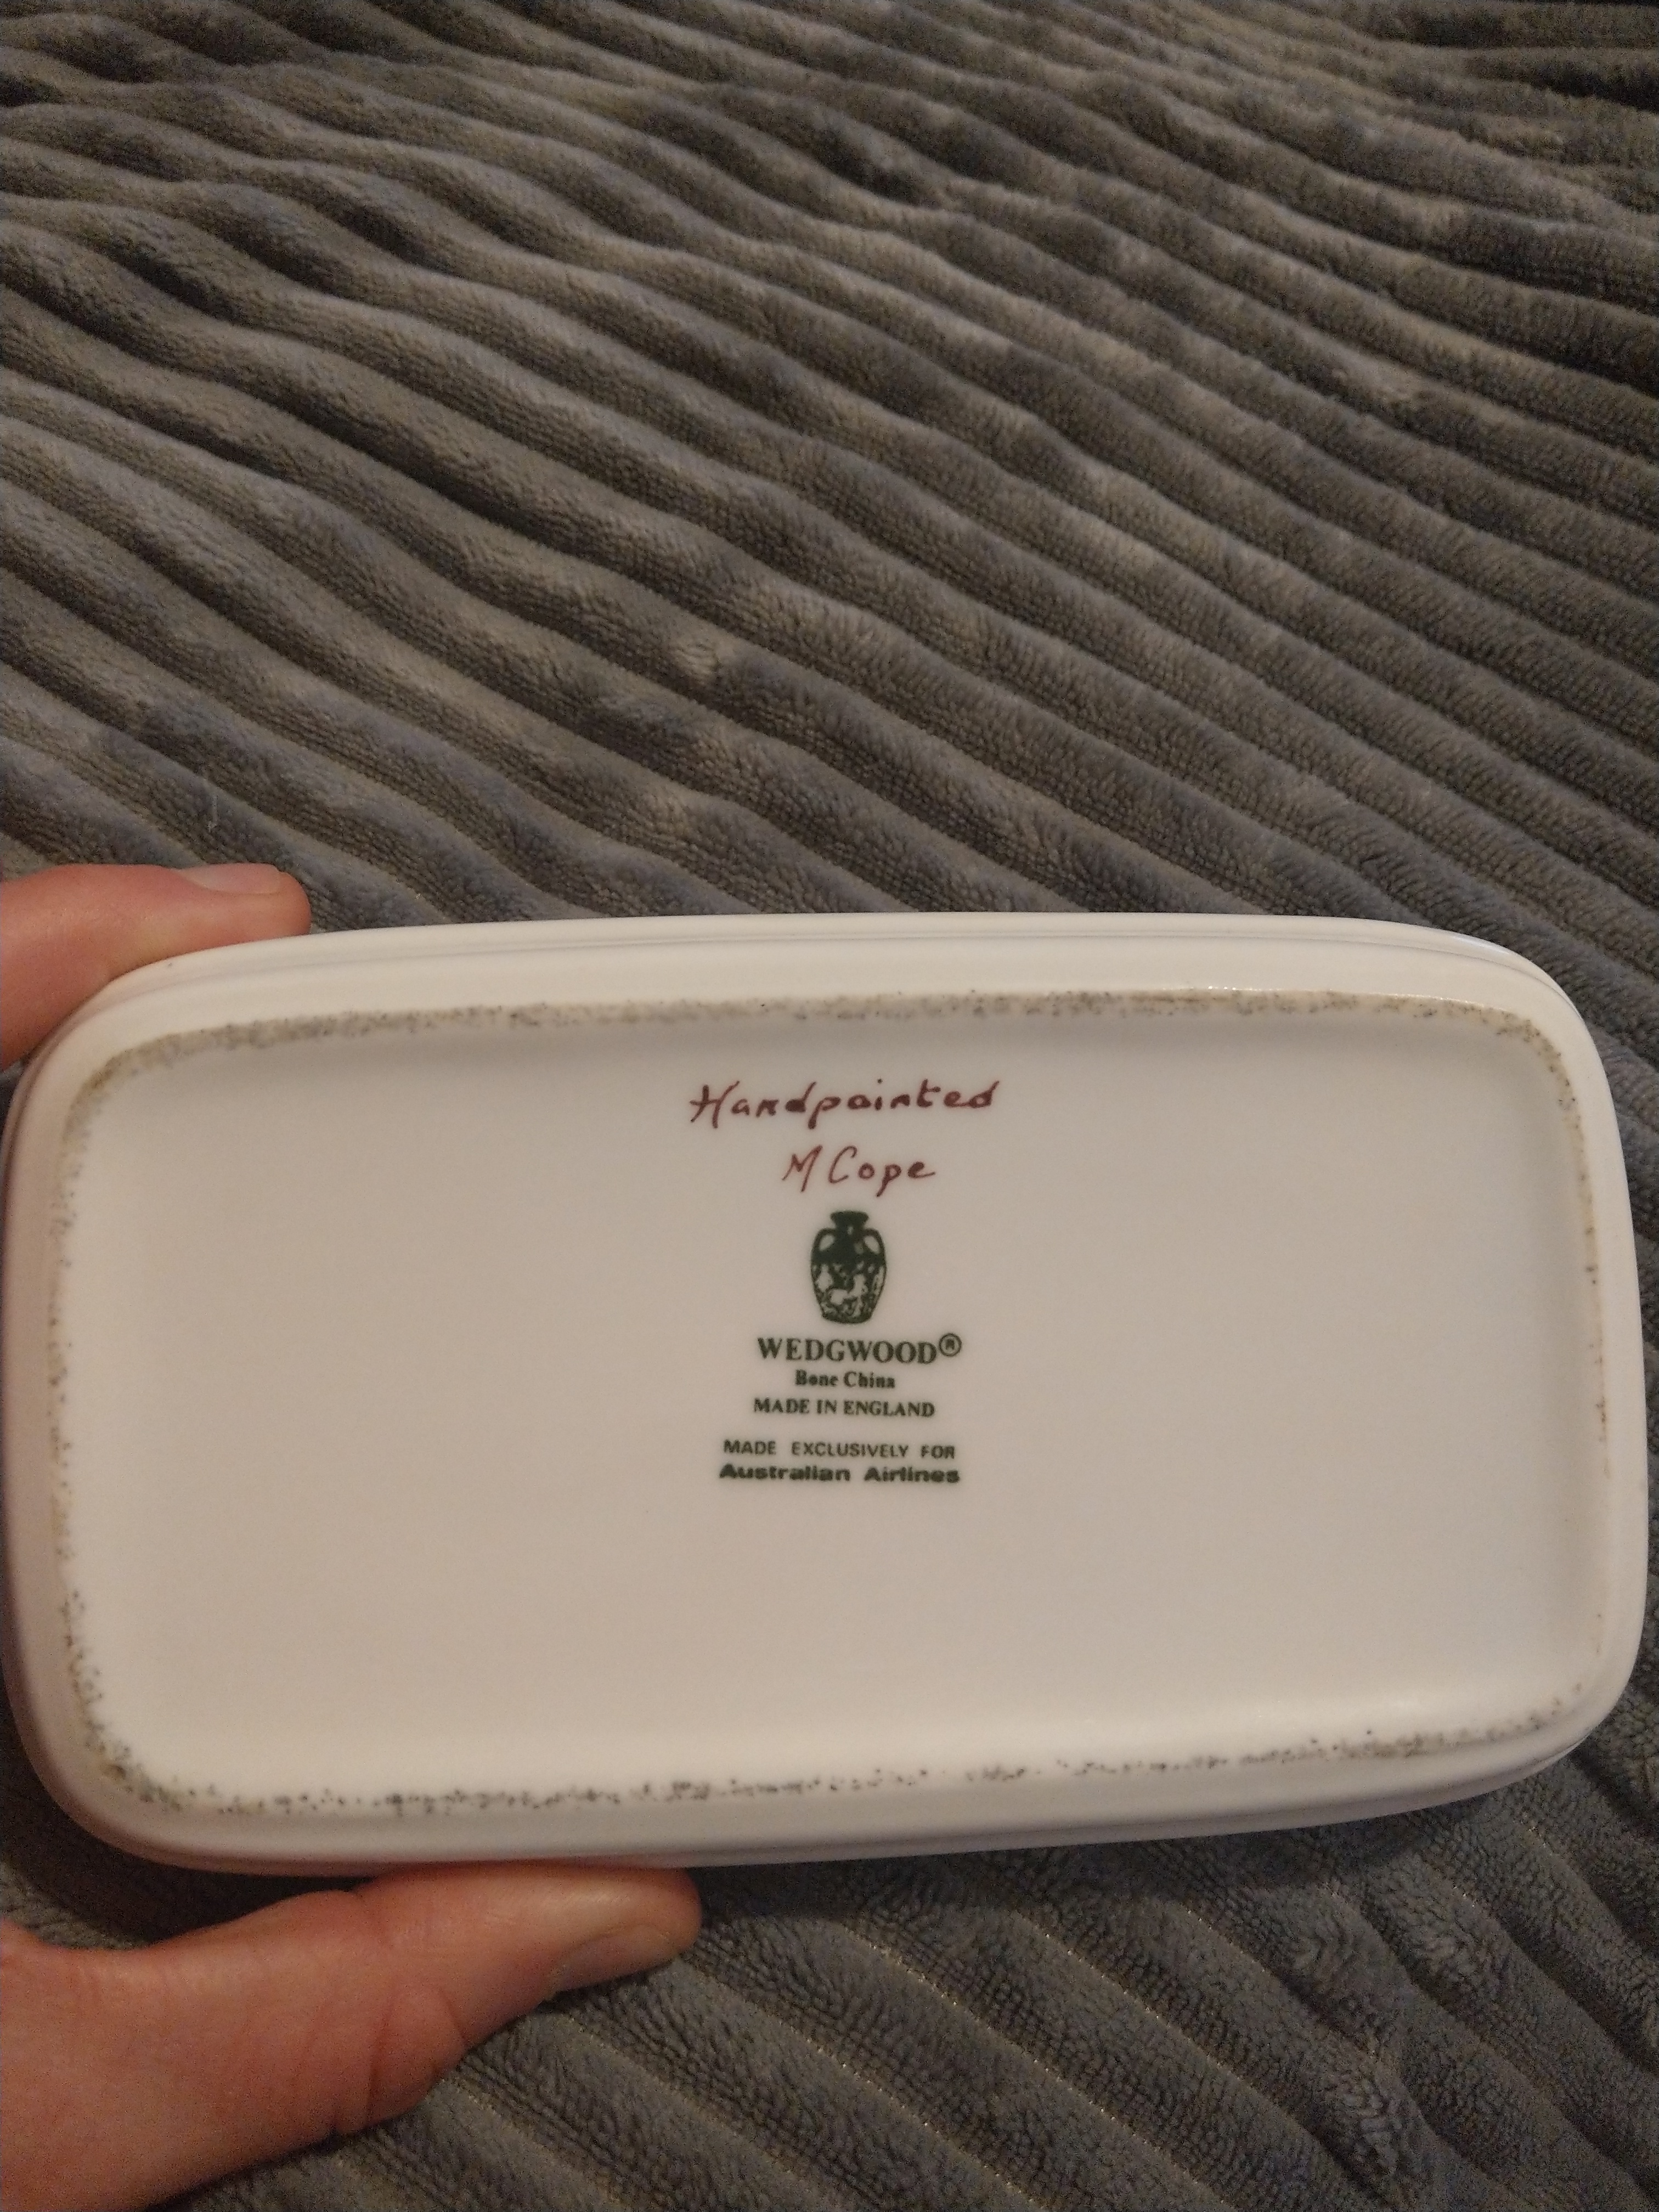 Handpainted
M Cope
WEDGWOOD®
Bone China
MADE IN ENGLAND
MADE EXCLUSIVELY FOR
Australian Airlines